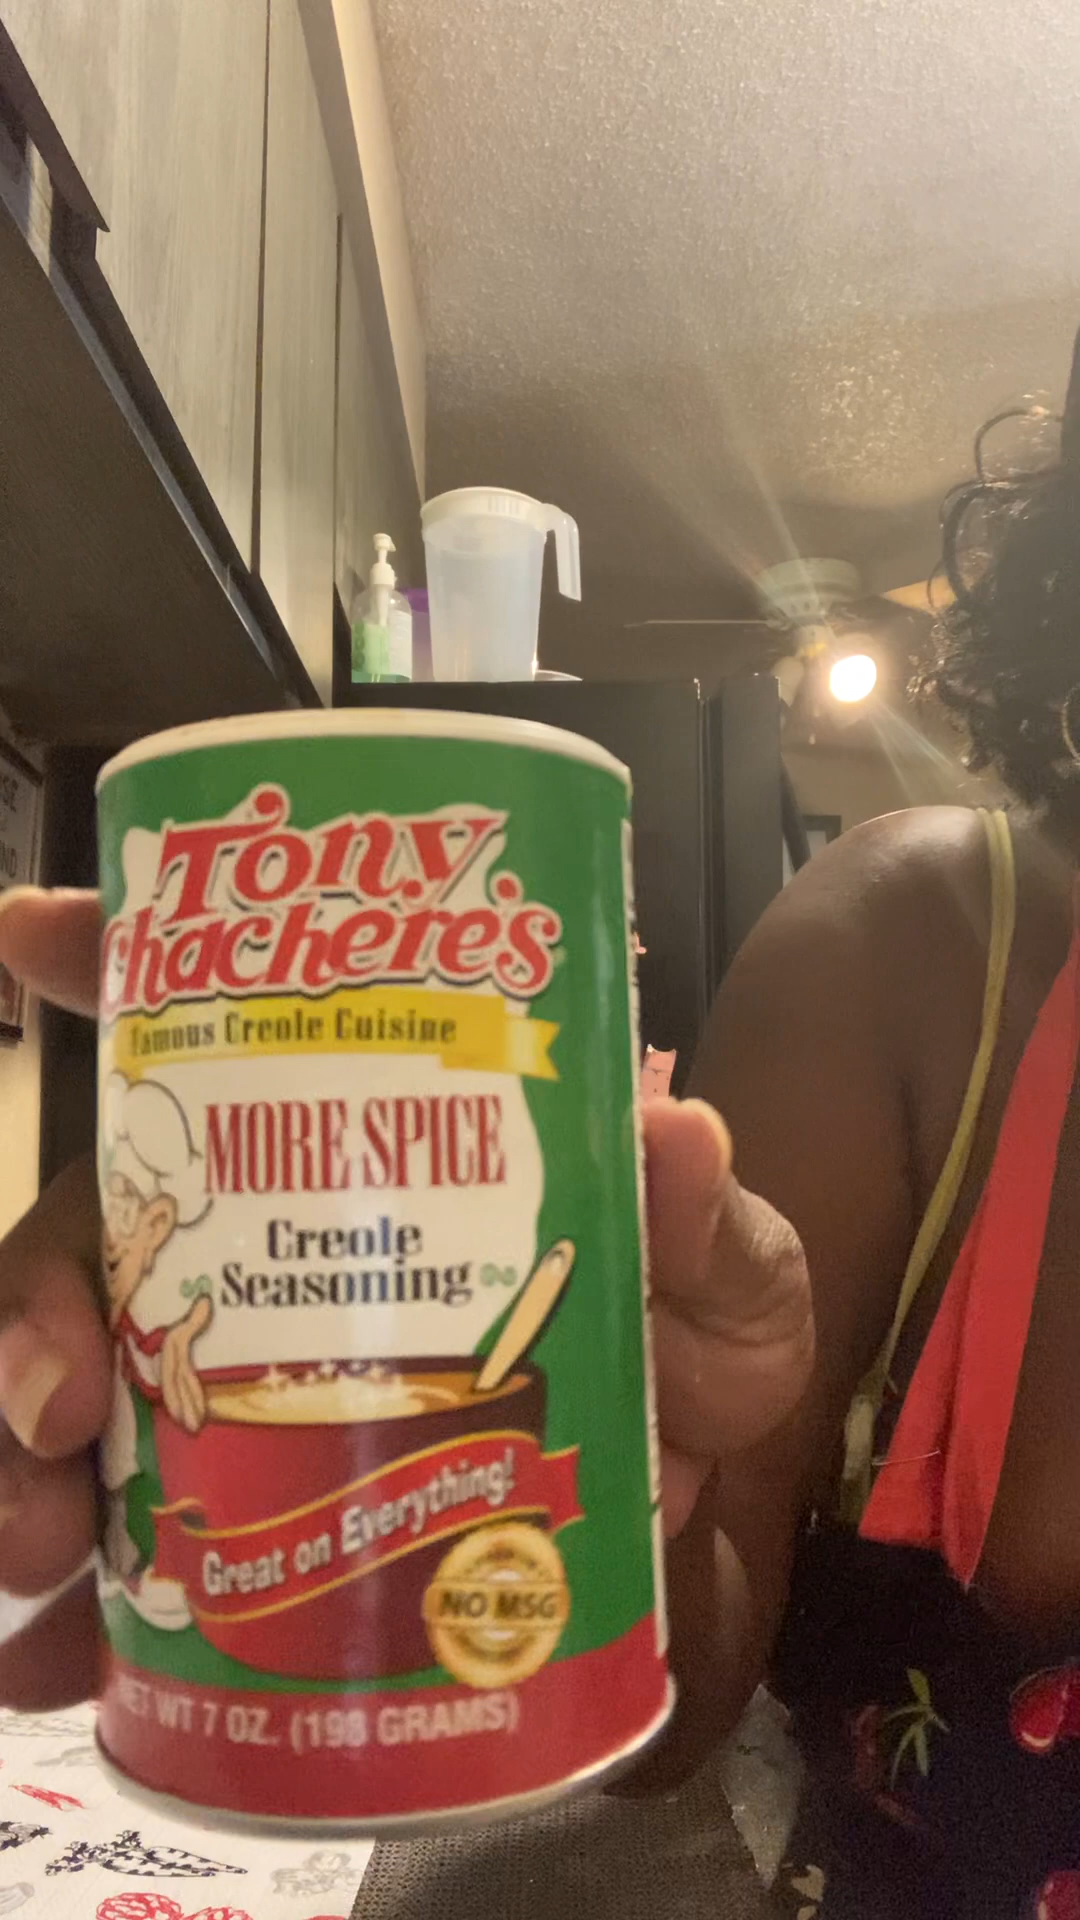 Tony
Chachere's
Famous Creole Cuisine
MORE SPICE
Creole
Seasoning
Great on Everything!
NO MSG
NET WT 7 OZ. (198 GRAMS)